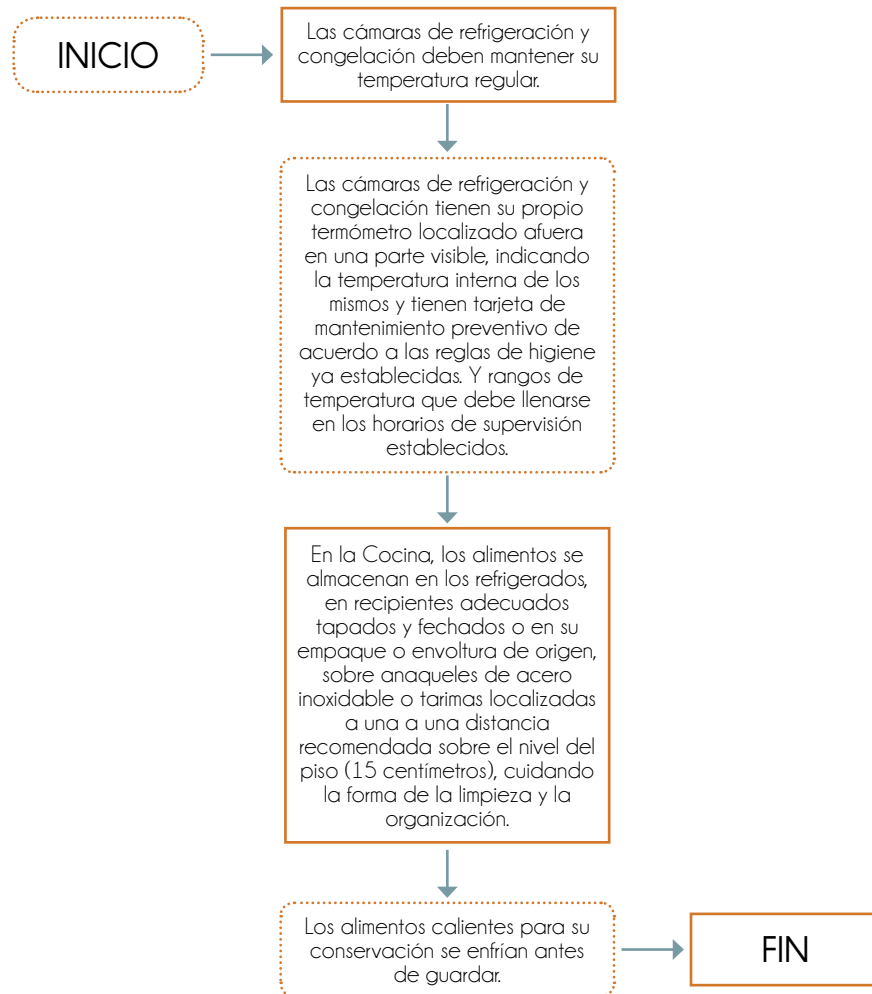 INICIO
Las cámaras de refrigeración y
congelación deben mantener su
temperatura regular.
Las cámaras de refrigeración y
congelación tienen su propio
termómetro localizado afuera
en una parte visible, indicando
la temperatura interna de los
mismos y tienen tarjeta de
mantenimiento preventivo de
acuerdo a las reglas de higiene
ya establecidas. Y rangos de
temperatura que debe llenarse
en los horarios de supervisión
establecidos.
En la Cocina, los alimentos se
almacenan en los refrigerados,
en recipientes adecuados
tapados y fechados o en su
empaque o envoltura de origen,
sobre anaqueles de acero
inoxidable o tarimas localizadas
a una a una distancia
recomendada sobre el nivel del
piso (15 centímetros), cuidando
la forma de la limpieza y la
organización.
Los alimentos calientes para su
conservación se enfrían antes
de guardar.
FIN